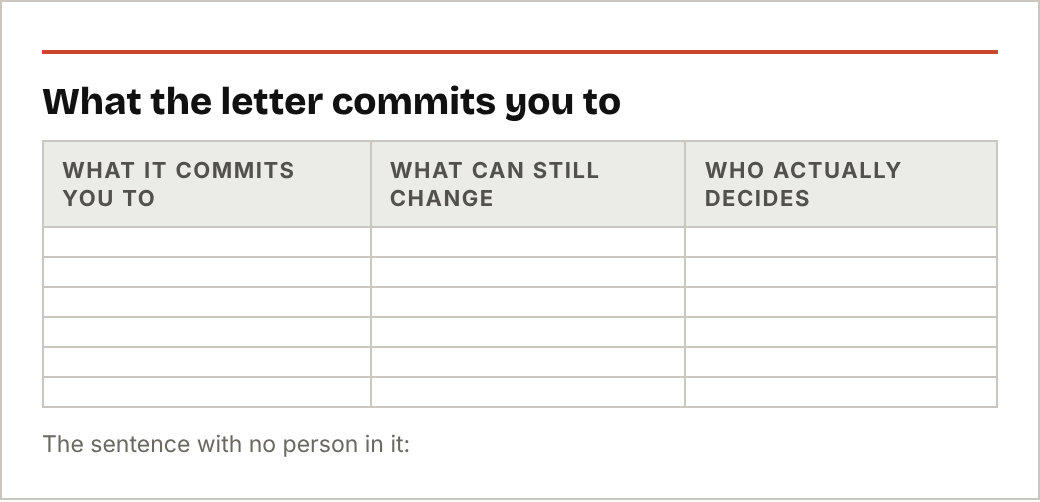 What the letter commits you to
WHAT IT COMMITS
YOU TO
WHAT CAN STILL
CHANGE
WHO ACTUALLY
DECIDES
The sentence with no person in it: